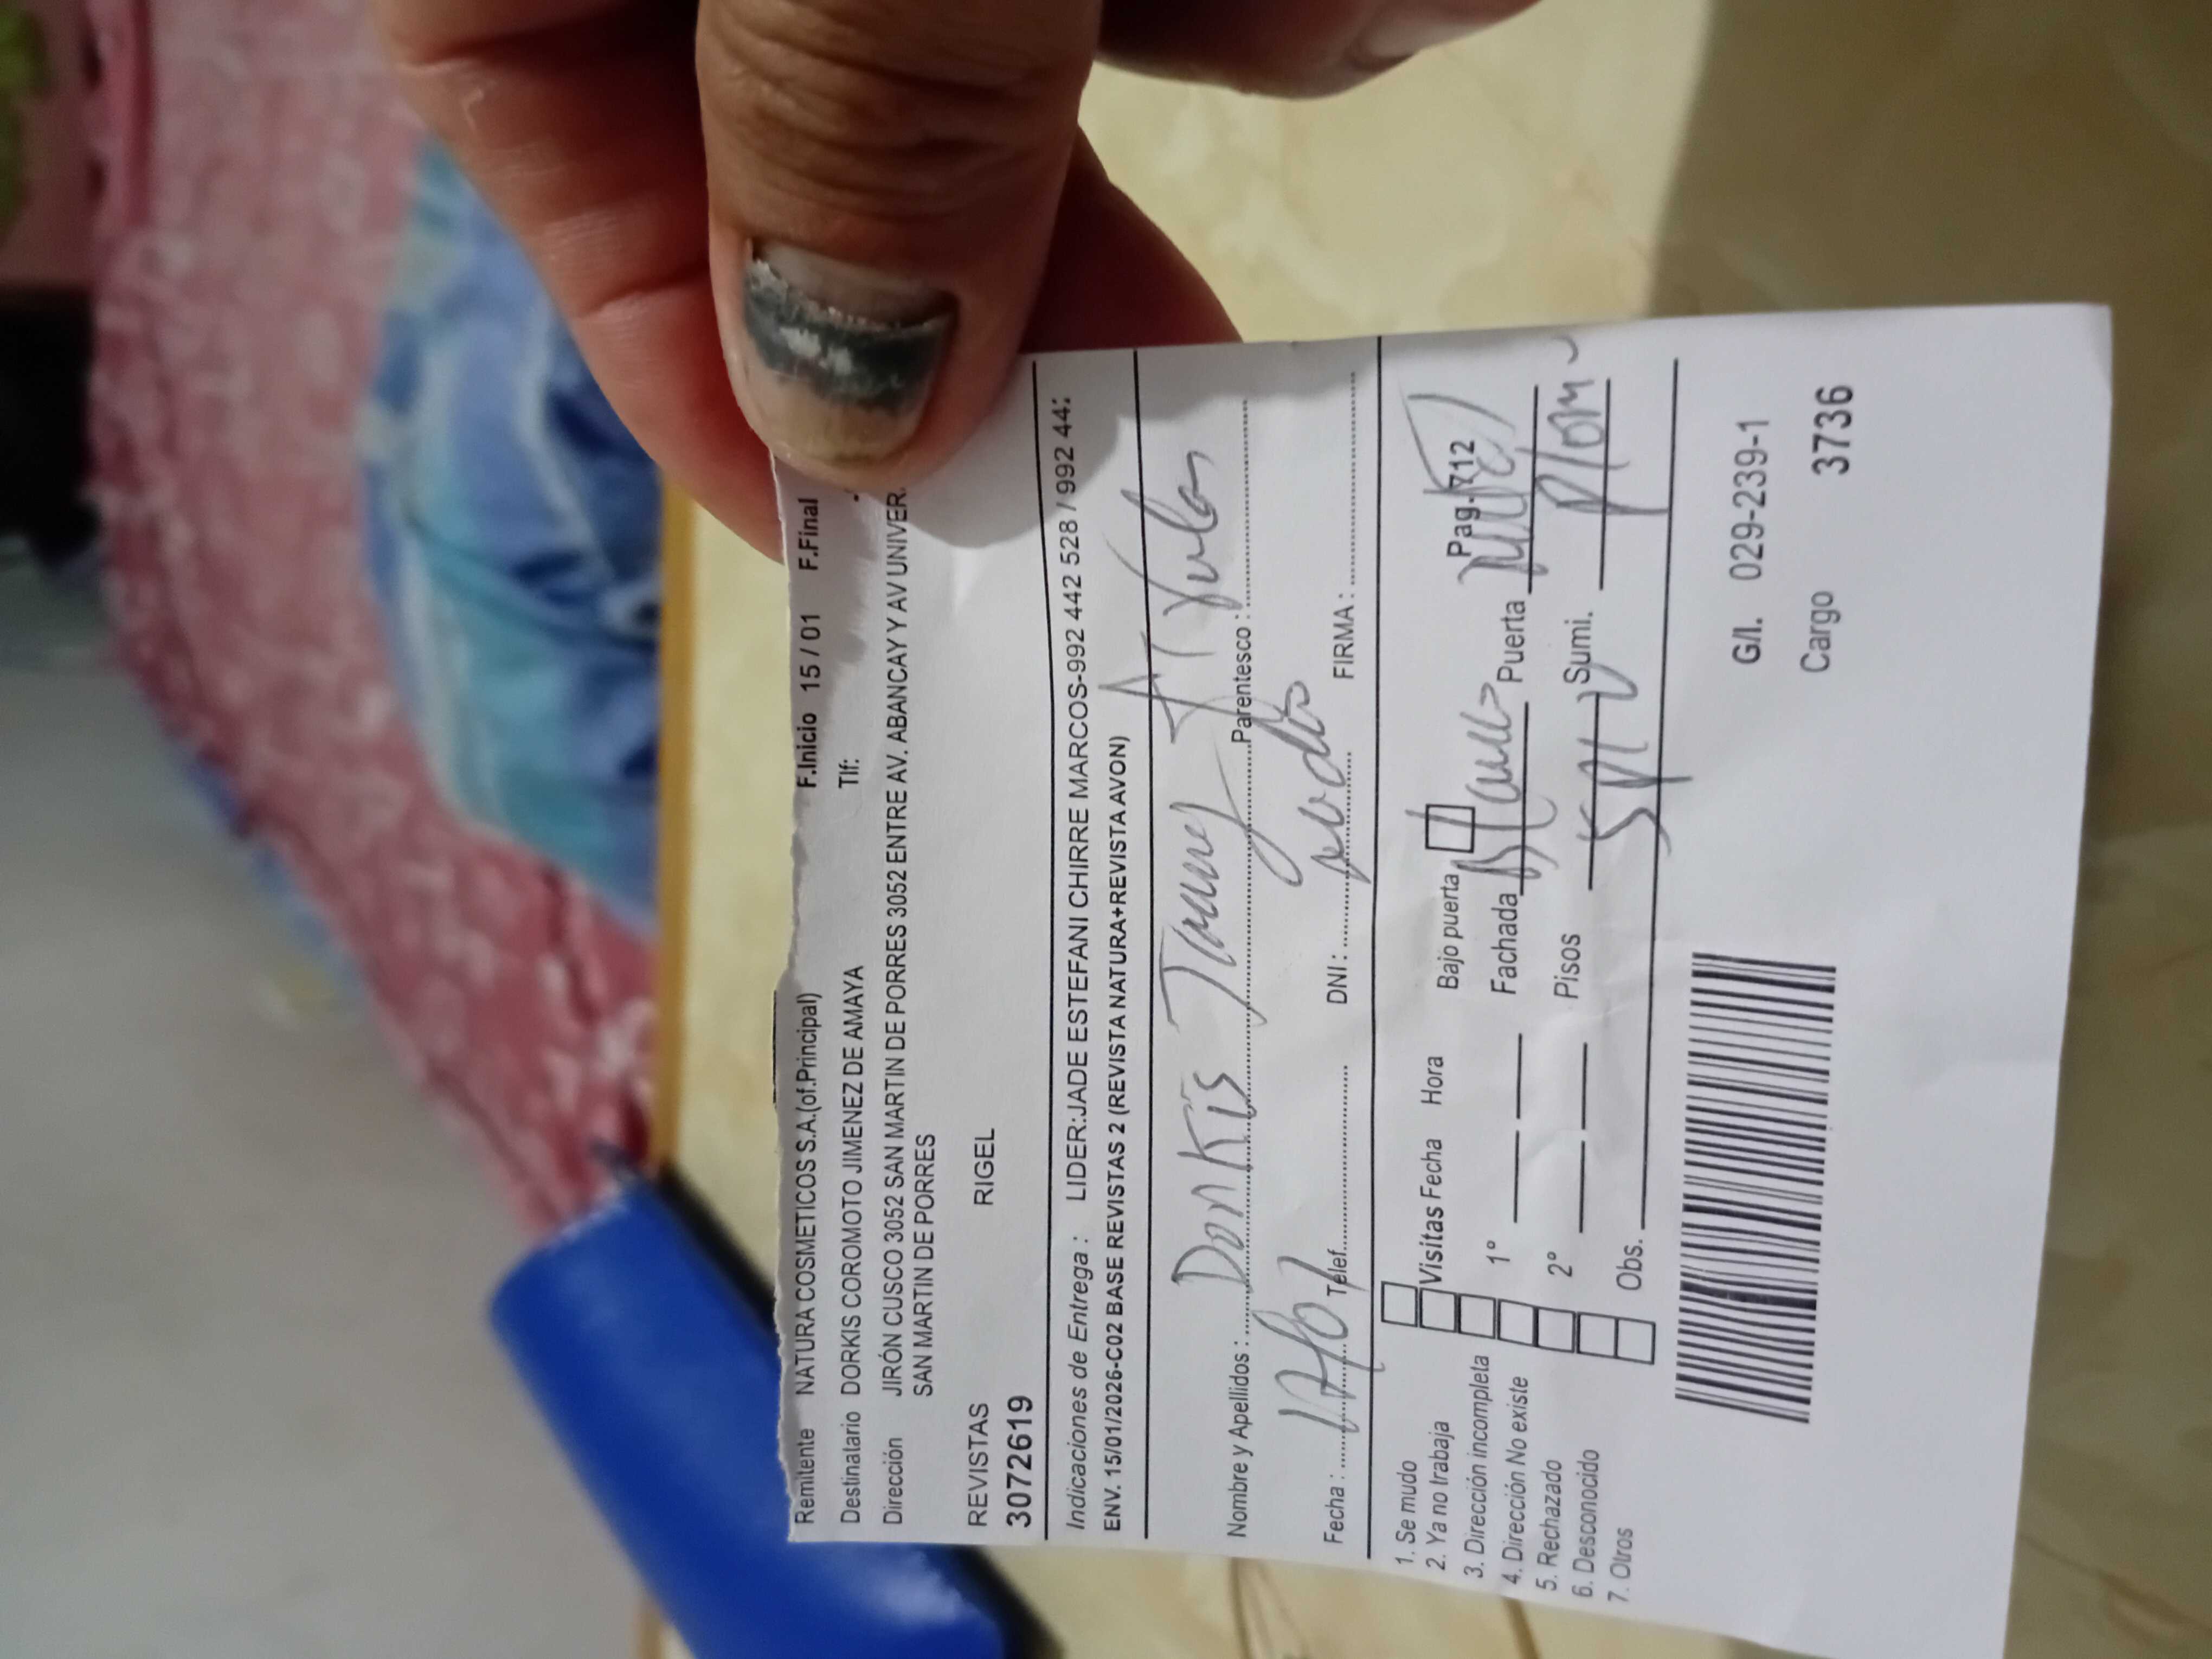 F.Inicio 15 / 01 F.Final
Remitente NATURA COSMETICOS S.A.(of.Principal)
Destinatario DORKIS COROMOTO JIMENEZ DE AMAYA Tlf:
Dirección JIRÓN CUSCO 3052 SAN MARTIN DE PORRES 3052 ENTRE AV. ABANCAY Y AV UNIVER
SAN MARTIN DE PORRES
REVISTAS RIGEL
3072619
Indicaciones de Entrega : LIDER:JADE ESTEFANI CHIRRE MARCOS-992 442 528 / 992 44
ENV. 15/01/2026-C02 BASE REVISTAS 2 (REVISTA NATURA+REVISTA AVON)
Nombre y Apellidos : Dorkis Parentesco :
Fecha : Telef. DNI : FIRMA :
1. Se mudo
2. Ya no trabaja
3. Dirección incompleta
4. Dirección No existe
5. Rechazado
6. Desconocido
7. Otros
Visitas Fecha Hora Bajo puerta Pag.
1° Fachada Puerta
2° Pisos Sumi.
Obs.
G/I. 029-239-1
Cargo 3736